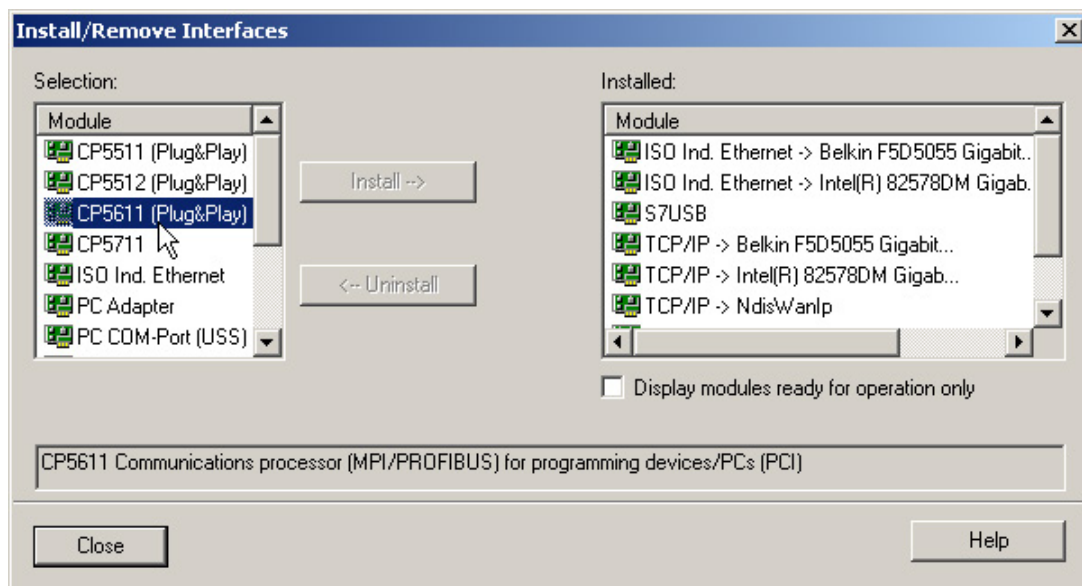 Install/Remove Interfaces
Selection:
Module
CP5511 (Plug&Play)
CP5512 (Plug&Play)
CP5611 (Plug&Play)
CP5711
ISO Ind. Ethernet
PC Adapter
PC COM-Port (USS)
Install -->
<-- Uninstall
Installed:
Module
ISO Ind. Ethernet -> Belkin F5D5055 Gigabit..
ISO Ind. Ethernet -> Intel(R) 82578DM Gigab.
S7USB
TCP/IP -> Belkin F5D5055 Gigabit...
TCP/IP -> Intel(R) 82578DM Gigab...
TCP/IP -> NdisWanIp
Display modules ready for operation only
CP5611 Communications processor (MPI/PROFIBUS) for programming devices/PCs (PCI)
Close
Help